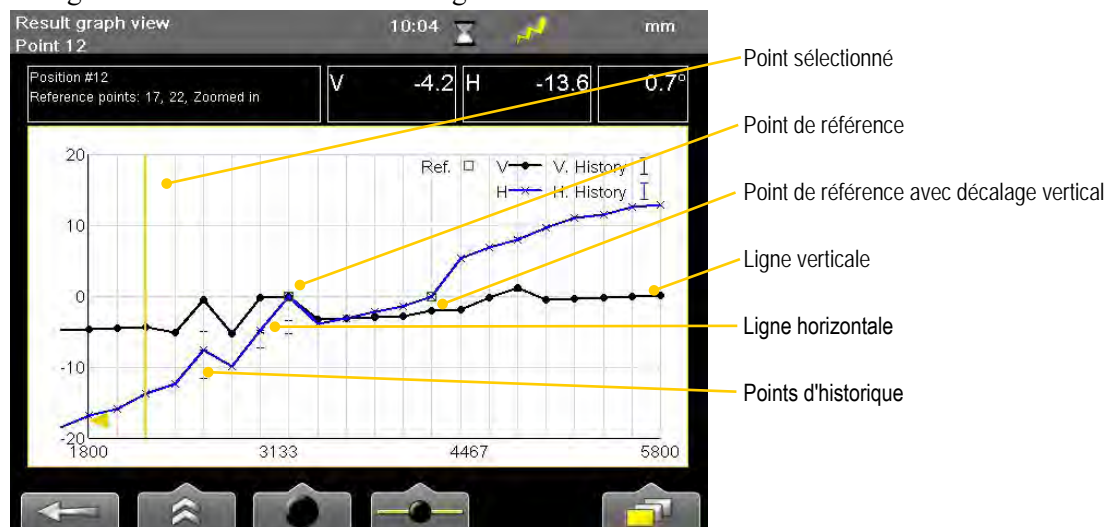 Result graph view
Point 12
10:04
mm
Position #12
Reference points: 17, 22, Zoomed in
V -4.2
H -13.6
0.7°
Ref. V V. History
H H. History
20
10
0
-10
-20
1800 3133 4467 5800
Point sélectionné
Point de référence
Point de référence avec décalage vertical
Ligne verticale
Ligne horizontale
Points d'historique